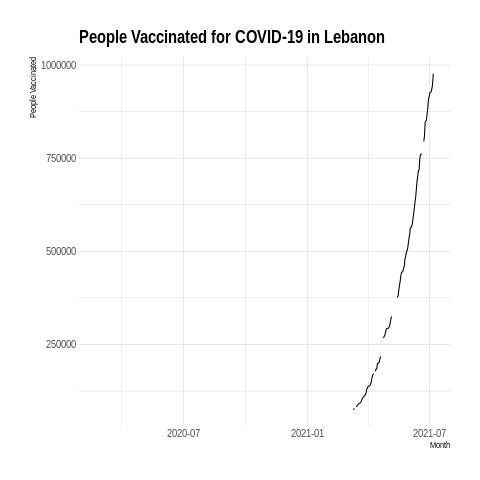 People Vaccinated for COVID-19 in Lebanon
People Vaccinated
1000000
750000
500000
250000
2020-07
2021-01
2021-07
Month